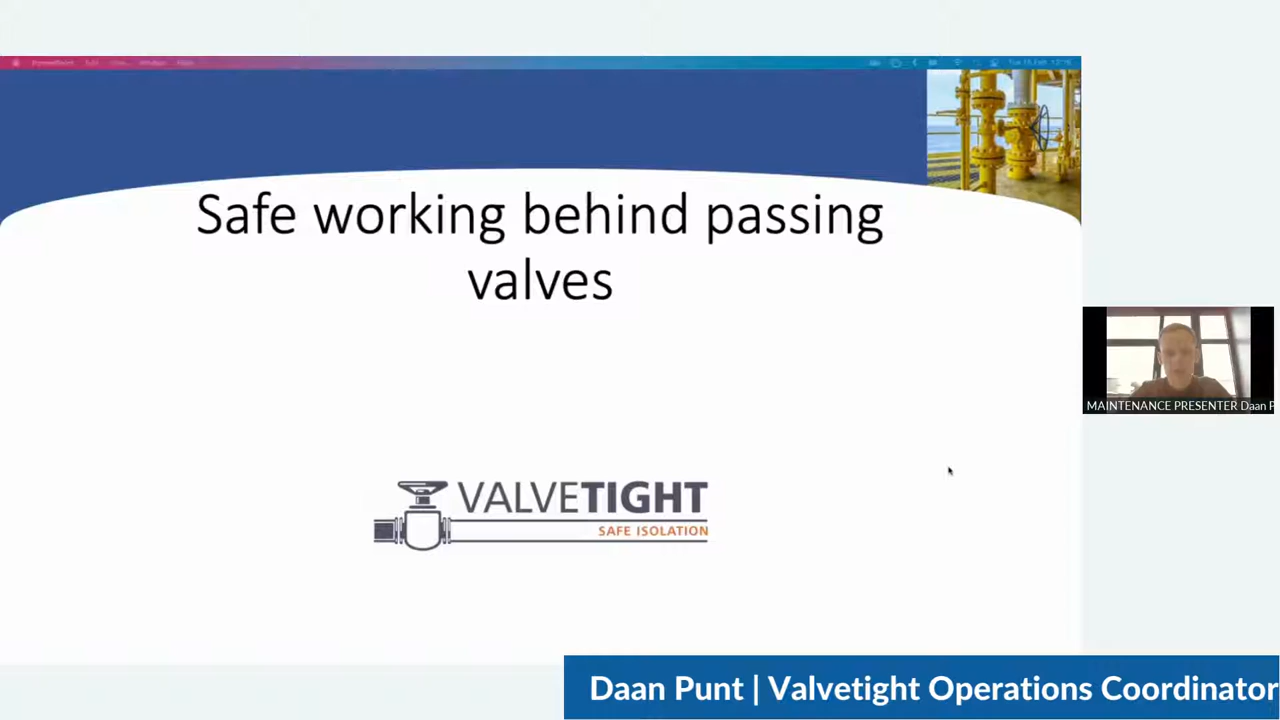 Safe working behind passing
valves
VALVETIGHT
SAFE ISOLATION
MAINTENANCE PRESENTER Daan P
Daan Punt | Valvetight Operations Coordinator